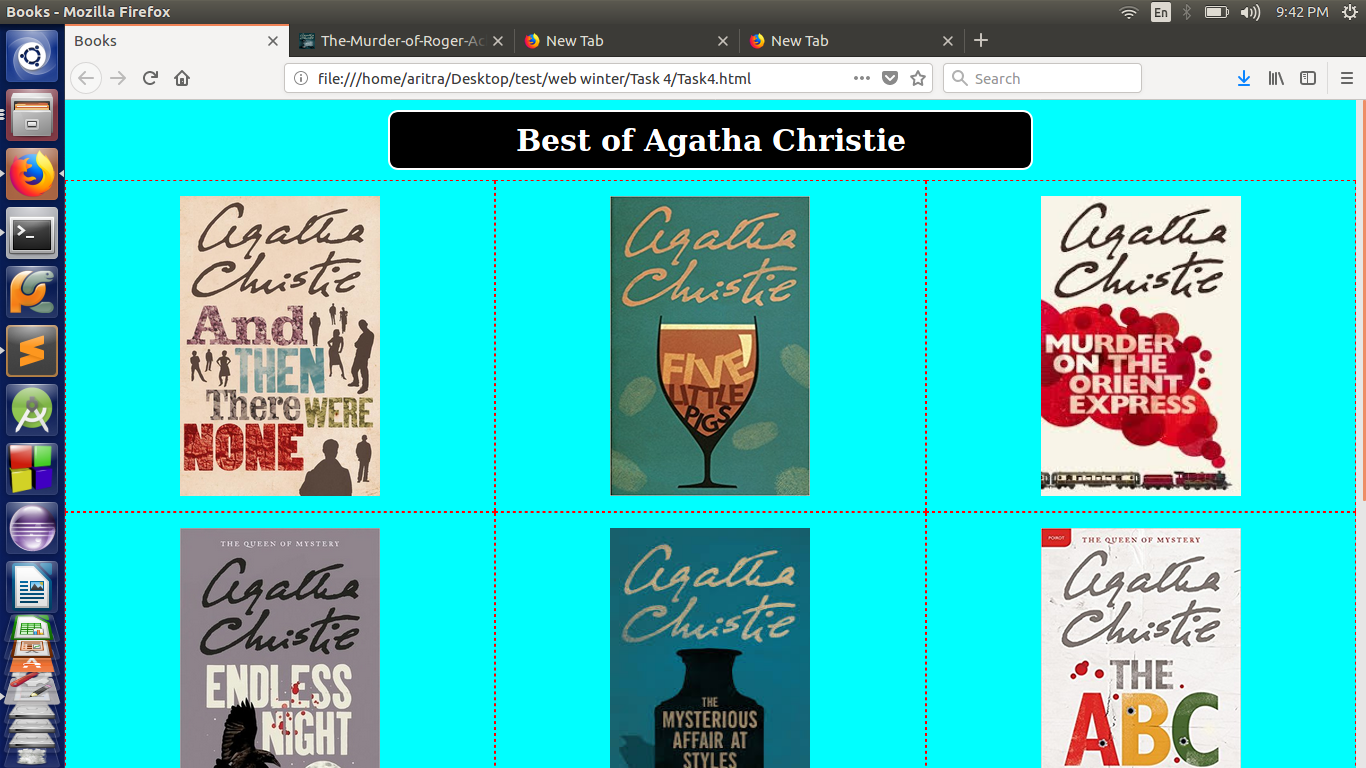 Books - Mozilla Firefox
En
9:42 PM
Books
The-Murder-of-Roger-Ac
New Tab
New Tab
file:///home/aritra/Desktop/test/web winter/Task 4/Task4.html
Search
Best of Agatha Christie
Agatha
Christie
And
THEN
There WERE
NONE
Agatha
Christie
FIVE
LITTLE
PIGS
Agatha
Christie
MURDER
ON THE
ORIENT
EXPRESS
THE QUEEN OF MYSTERY
Agatha
Christie
ENDLESS
NIGHT
Agatha
Christie
THE
MYSTERIOUS
AFFAIR AT
STYLES
POIROT
THE QUEEN OF MYSTERY
Agatha
Christie
THE
ABC